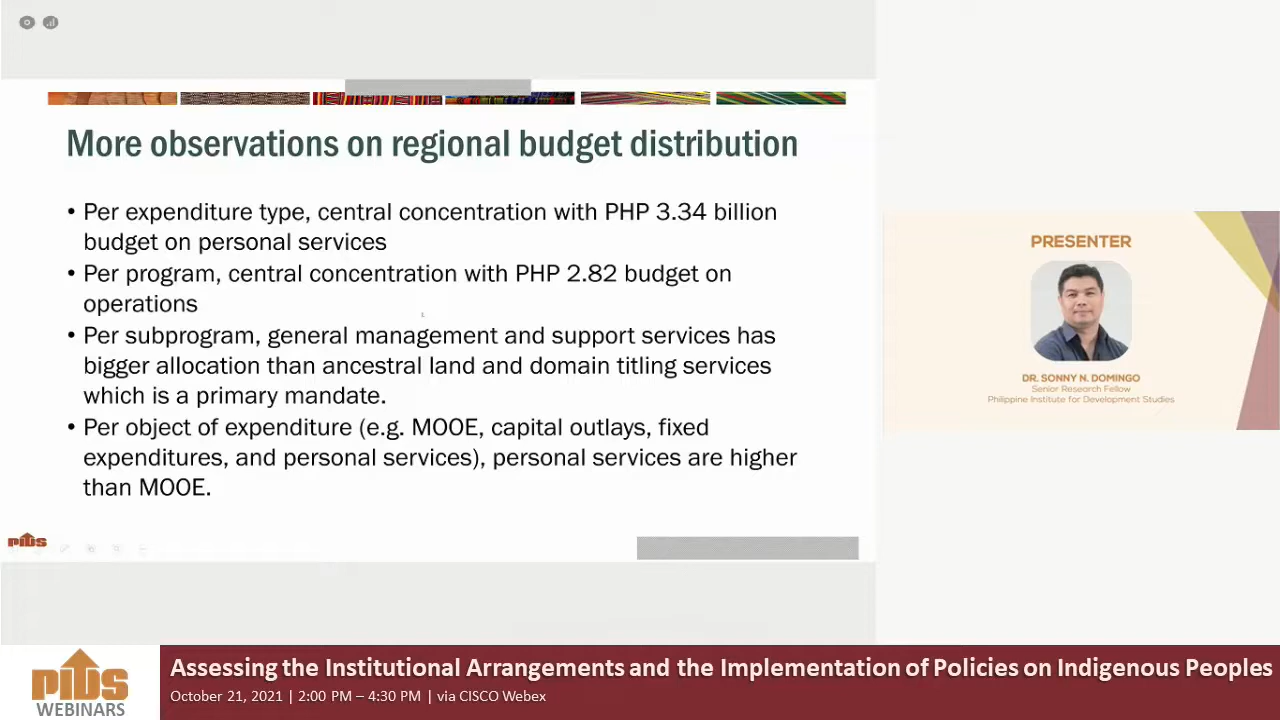 More observations on regional budget distribution
• Per expenditure type, central concentration with PHP 3.34 billion
budget on personal services
• Per program, central concentration with PHP 2.82 budget on
operations
• Per subprogram, general management and support services has
bigger allocation than ancestral land and domain titling services
which is a primary mandate.
• Per object of expenditure (e.g. MOOE, capital outlays, fixed
expenditures, and personal services), personal services are higher
than MOOE.
PIDS
PRESENTER
DR. SONNY N. DOMINGO
Senior Research Fellow
Philippine Institute for Development Studies
PIDS
WEBINARS
Assessing the Institutional Arrangements and the Implementation of Policies on Indigenous Peoples
October 21, 2021 | 2:00 PM – 4:30 PM | via CISCO Webex